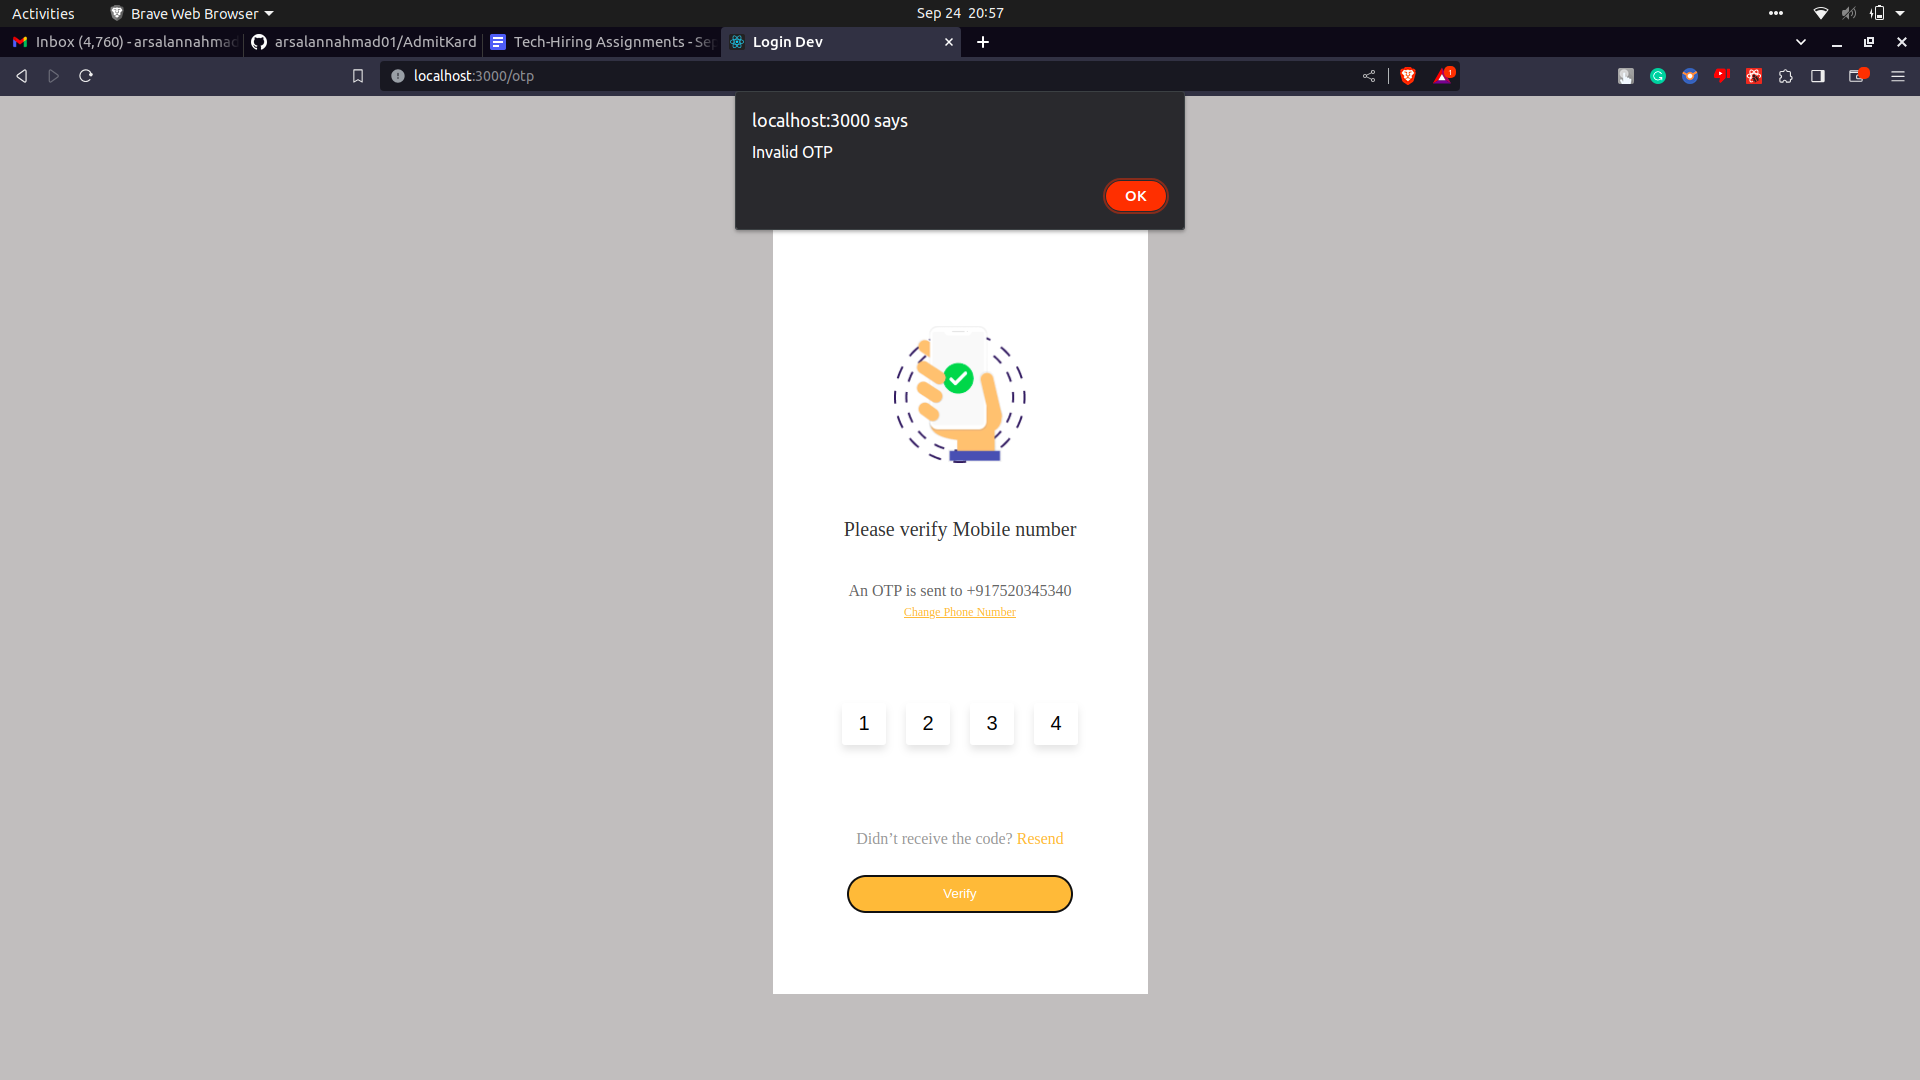 Activities
Brave Web Browser
Sep 24 20:57
Inbox (4,760) - arsalannahmad
arsalannahmad01/AdmitKard
Tech-Hiring Assignments - Sep
Login Dev
localhost:3000/otp
1
localhost:3000 says
Invalid OTP
OK
Please verify Mobile number
An OTP is sent to +917520345340
Change Phone Number
1 2 3 4
Didn’t receive the code? Resend
Verify